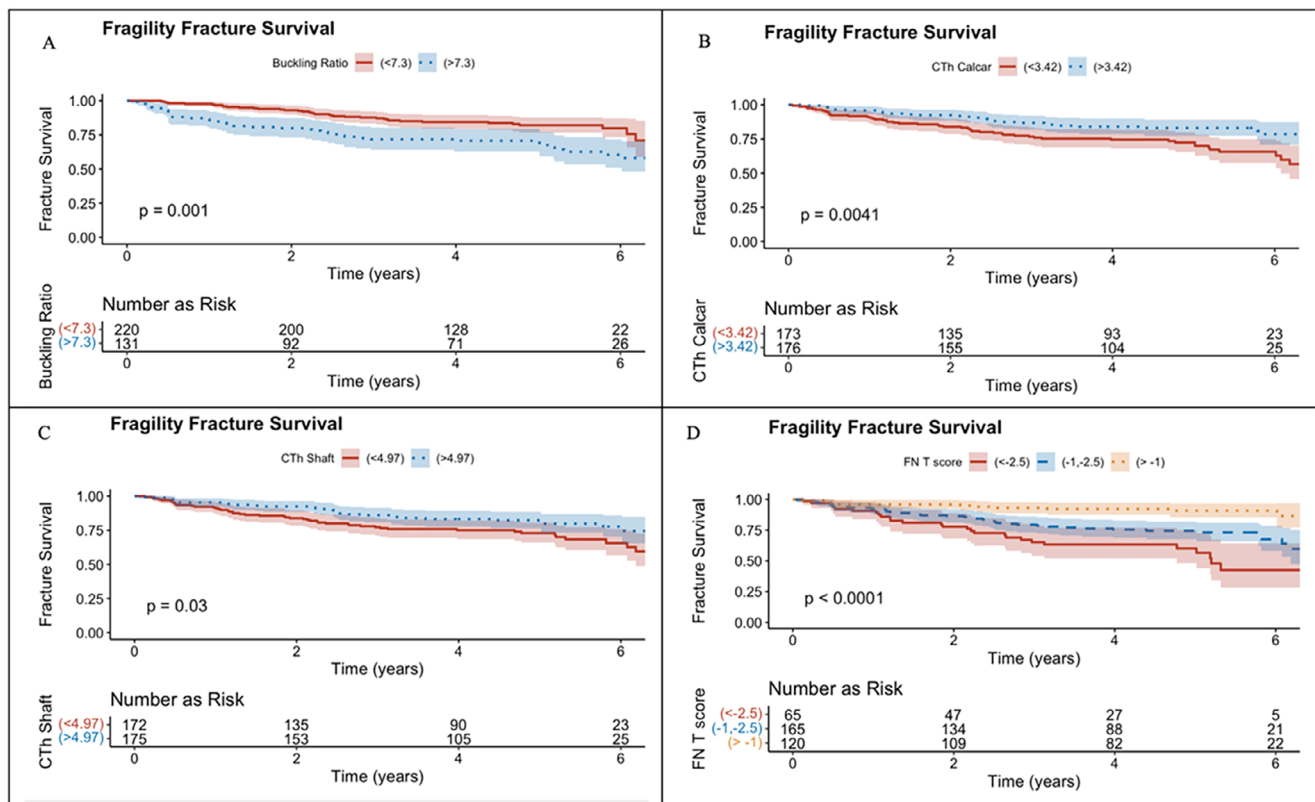 A
Fragility Fracture Survival
Buckling Ratio (<7.3) (>7.3)
Fracture Survival
1.00
0.75
0.50
0.25
0.00
p = 0.001
0 2 4 6
Time (years)
Number as Risk
Buckling Ratio
(<7.3) 220 200 128 22
(>7.3) 131 92 71 26
0 2 4 6
Time (years)
B
Fragility Fracture Survival
CTh Calcar (<3.42) (>3.42)
Fracture Survival
1.00
0.75
0.50
0.25
0.00
p = 0.0041
0 2 4 6
Time (years)
Number as Risk
CTh Calcar
(<3.42) 173 135 93 23
(>3.42) 176 155 104 25
0 2 4 6
Time (years)
C
Fragility Fracture Survival
CTh Shaft (<4.97) (>4.97)
Fracture Survival
1.00
0.75
0.50
0.25
0.00
p = 0.03
0 2 4 6
Time (years)
Number as Risk
CTh Shaft
(<4.97) 172 135 90 23
(>4.97) 175 153 105 25
0 2 4 6
Time (years)
D
Fragility Fracture Survival
FN T score (<-2.5) (-1,-2.5) (> -1)
Fracture Survival
1.00
0.75
0.50
0.25
0.00
p < 0.0001
0 2 4 6
Time (years)
Number as Risk
FN T score
(<-2.5) 65 47 27 5
(-1,-2.5) 165 134 88 21
(> -1) 120 109 82 22
0 2 4 6
Time (years)